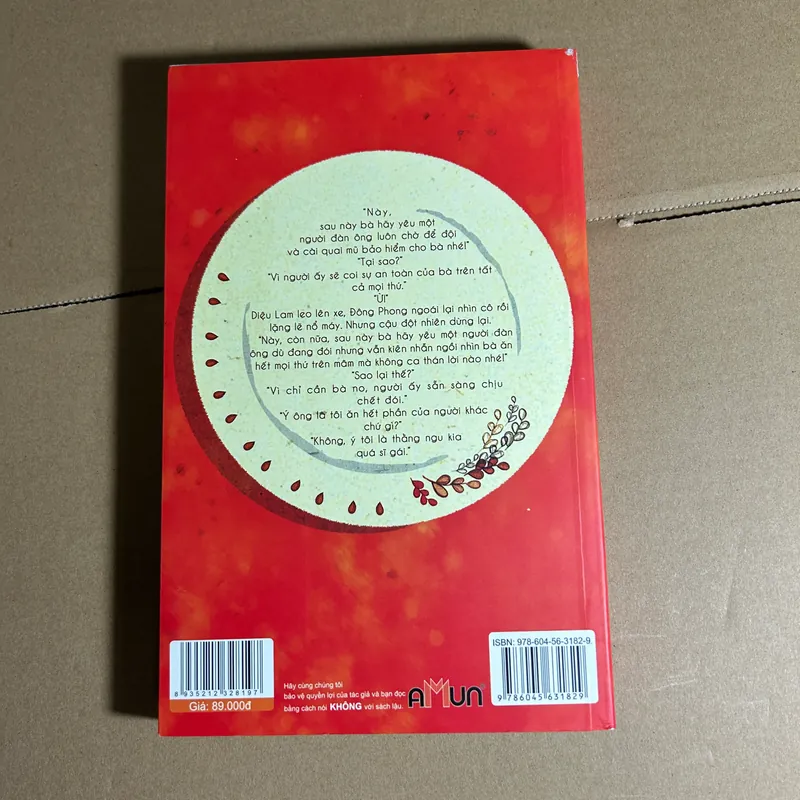 "Này,
sau này bà hãy yêu một
người đàn ông luôn chờ để đội
và cài quai mũ bảo hiểm cho bà nhé!"
"Tại sao?"
"Vì người ấy sẽ coi sự an toàn của bà trên tất
cả mọi thứ."
"Ừ!"
Diệu Lam leo lên xe, Đông Phong ngoái lại nhìn cô rồi
lặng lẽ nổ máy. Nhưng cậu đột nhiên dừng lại.
"Này, còn nữa, sau này bà hãy yêu một người đàn
ông dù đang đói nhưng vẫn kiên nhẫn ngồi nhìn bà ăn
hết mọi thứ trên mâm mà không ca thán lời nào nhé!"
"Sao lại thế?"
"Vì chỉ cần bà no, người ấy sẵn sàng chịu
chết đói."
"Ý ông là tôi ăn hết phần của người khác
chứ gì?"
"Không, ý tôi là thằng ngu kia
quá sĩ gái."
8 935212 328197
Giá: 89.000đ
Hãy cùng chúng tôi
bảo vệ quyền lợi của tác giả và bạn đọc
bằng cách nói KHÔNG với sách lậu.
AMUN
ISBN: 978-604-56-3182-9
9 786045 631829